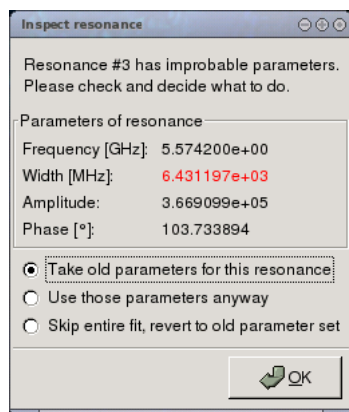 Inspect resonance
Resonance #3 has improbable parameters.
Please check and decide what to do.
Parameters of resonance
Frequency [GHz]: 5.574200e+00
Width [MHz]: 6.431197e+03
Amplitude: 3.669099e+05
Phase [°]: 103.733894
Take old parameters for this resonance
Use those parameters anyway
Skip entire fit, revert to old parameter set
OK